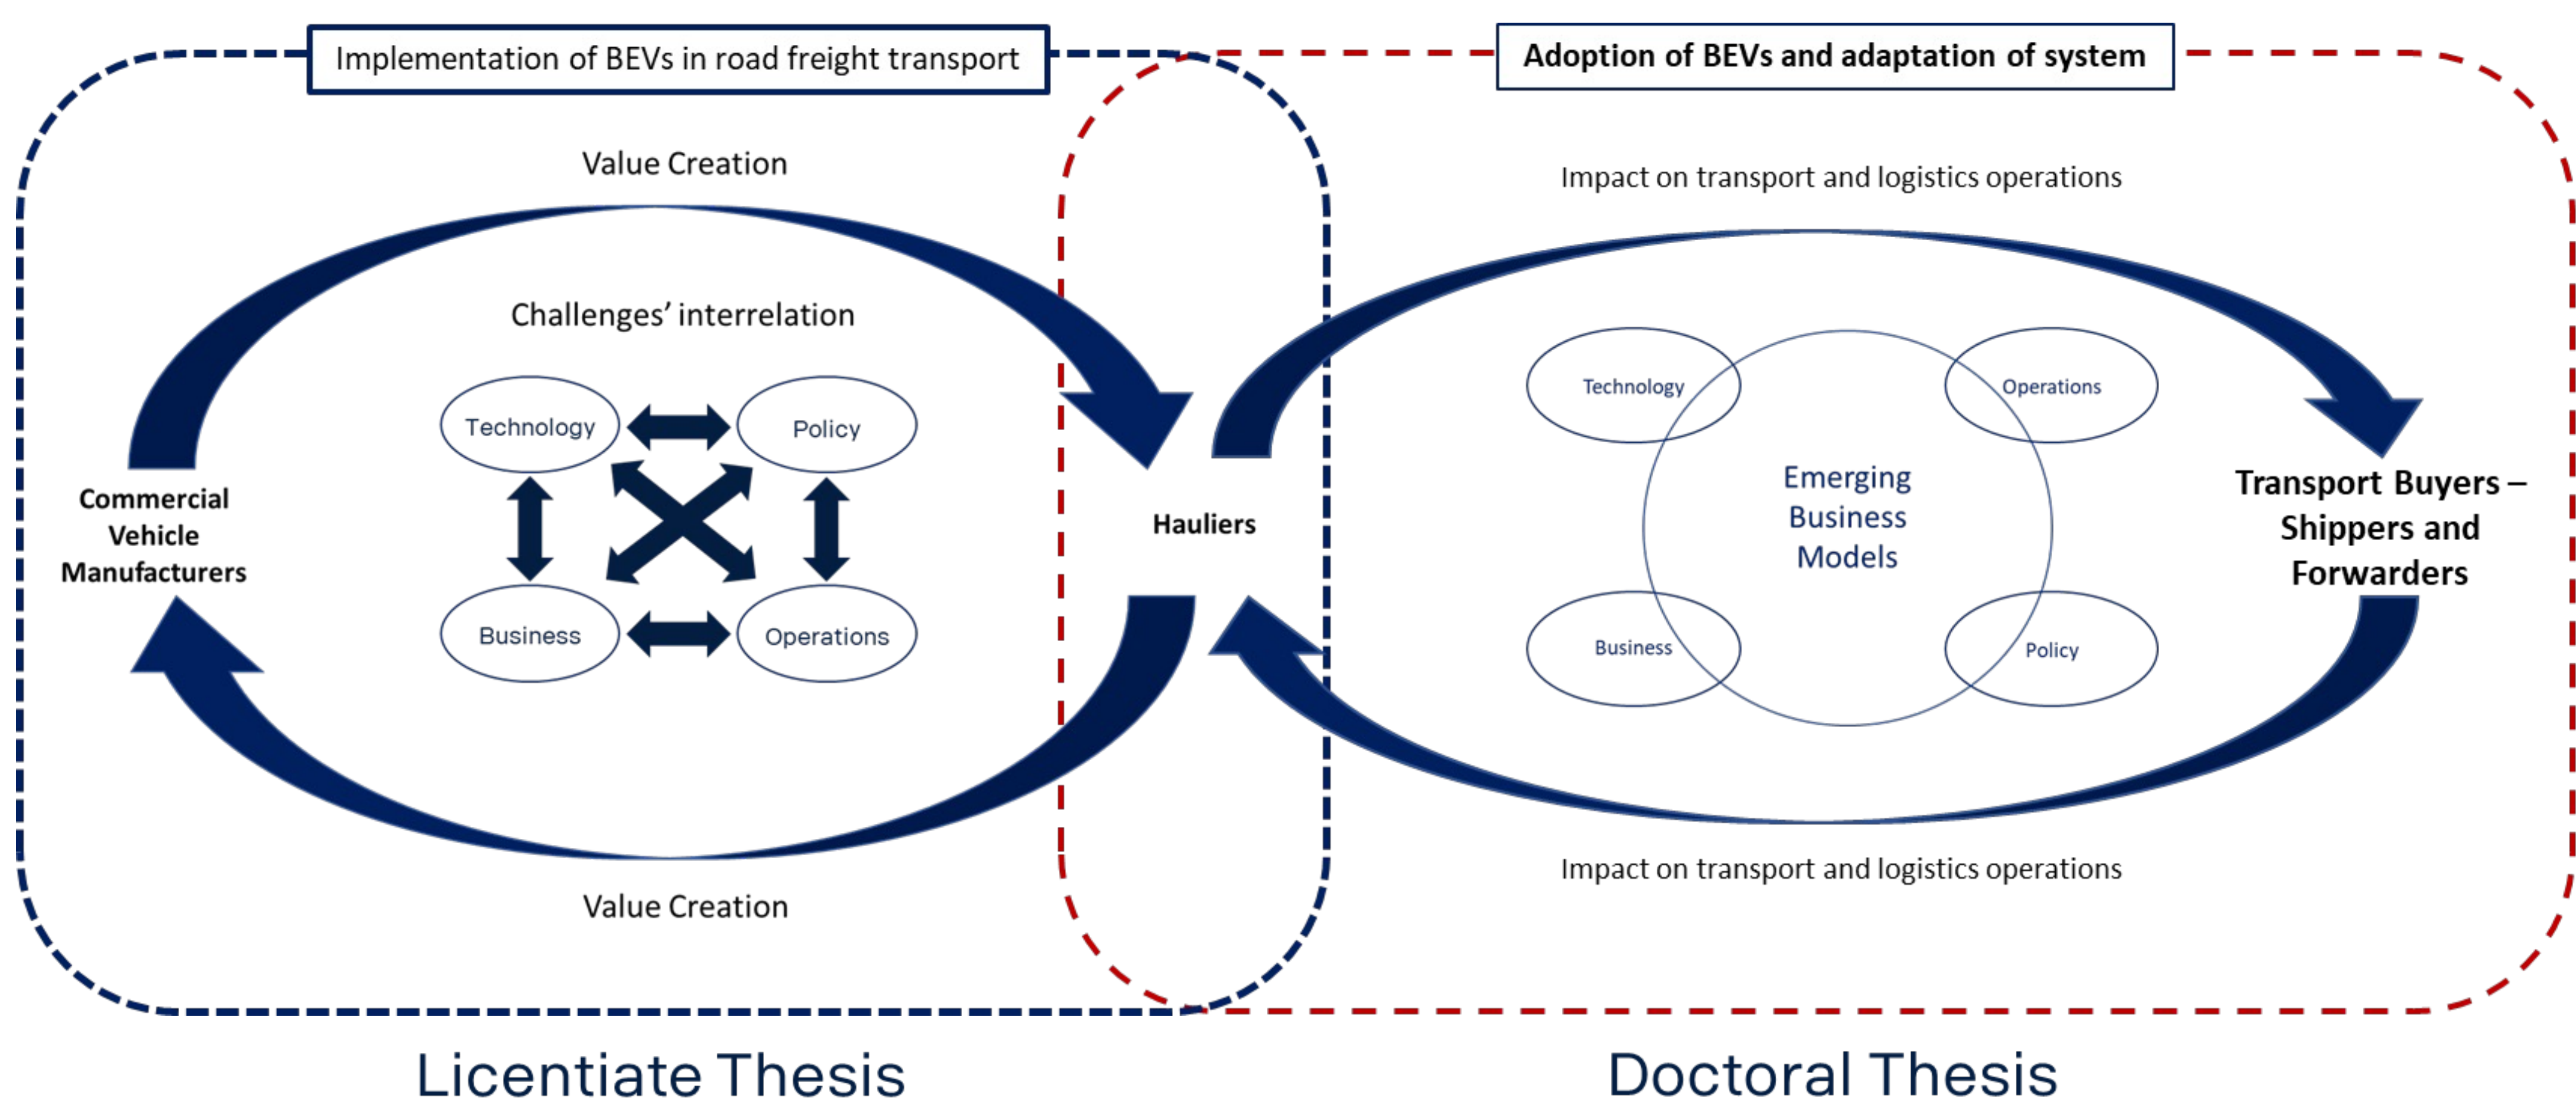 Implementation of BEVs in road freight transport
Adoption of BEVs and adaptation of system
Value Creation
Impact on transport and logistics operations
Challenges’ interrelation
Technology
Policy
Business
Operations
Commercial
Vehicle
Manufacturers
Hauliers
Technology
Operations
Emerging
Business
Models
Business
Policy
Transport Buyers –
Shippers and
Forwarders
Value Creation
Impact on transport and logistics operations
Licentiate Thesis
Doctoral Thesis